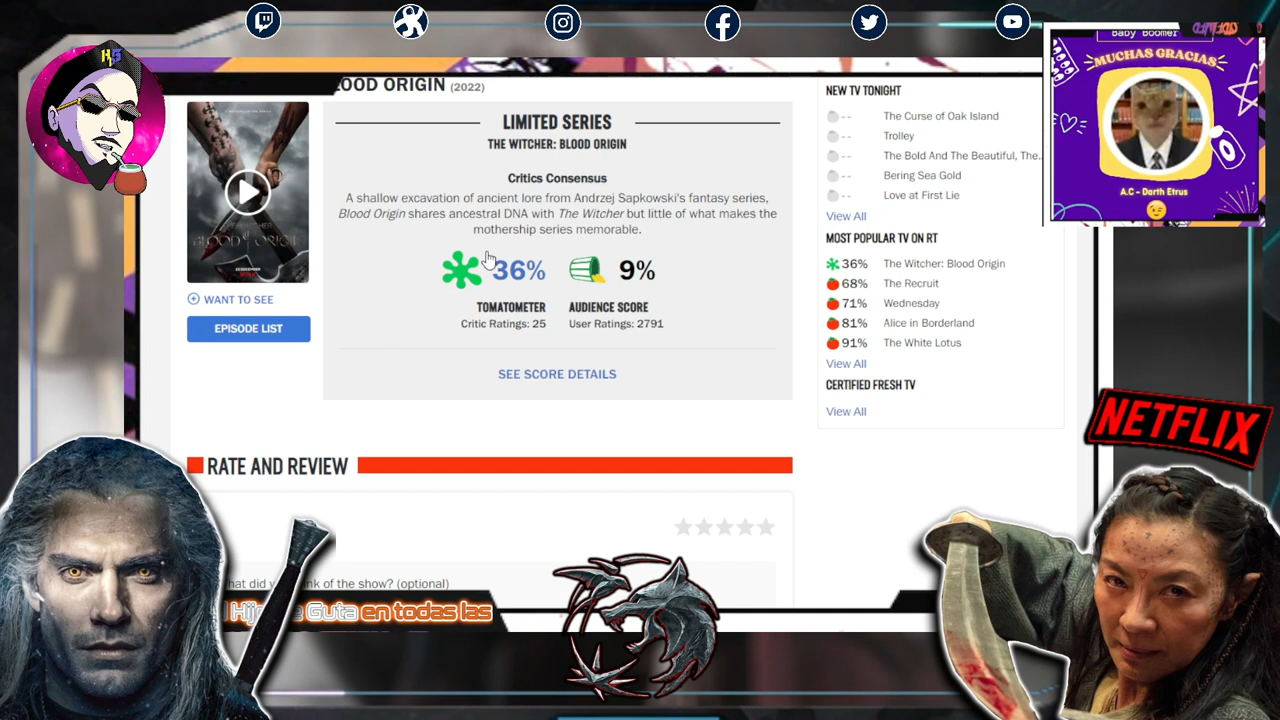 Baby Boomer
MUCHAS GRACIAS
A.C - Darth Etrus
KG
LOOD ORIGIN (2022)
LIMITED SERIES
THE WITCHER: BLOOD ORIGIN
Critics Consensus
A shallow excavation of ancient lore from Andrzej Sapkowski's fantasy series,
Blood Origin shares ancestral DNA with The Witcher but little of what makes the
mothership series memorable.
36%
9%
TOMATOMETER
AUDIENCE SCORE
Critic Ratings: 25
User Ratings: 2791
SEE SCORE DETAILS
BLOOD ORIGIN
WANT TO SEE
EPISODE LIST
NEW TV TONIGHT
-- The Curse of Oak Island
-- Trolley
-- The Bold And The Beautiful, The...
-- Bering Sea Gold
-- Love at First Lie
View All
MOST POPULAR TV ON RT
36% The Witcher: Blood Origin
68% The Recruit
71% Wednesday
81% Alice in Borderland
91% The White Lotus
View All
CERTIFIED FRESH TV
View All
NETFLIX
RATE AND REVIEW
of the show? (optional)
Guta en todas las